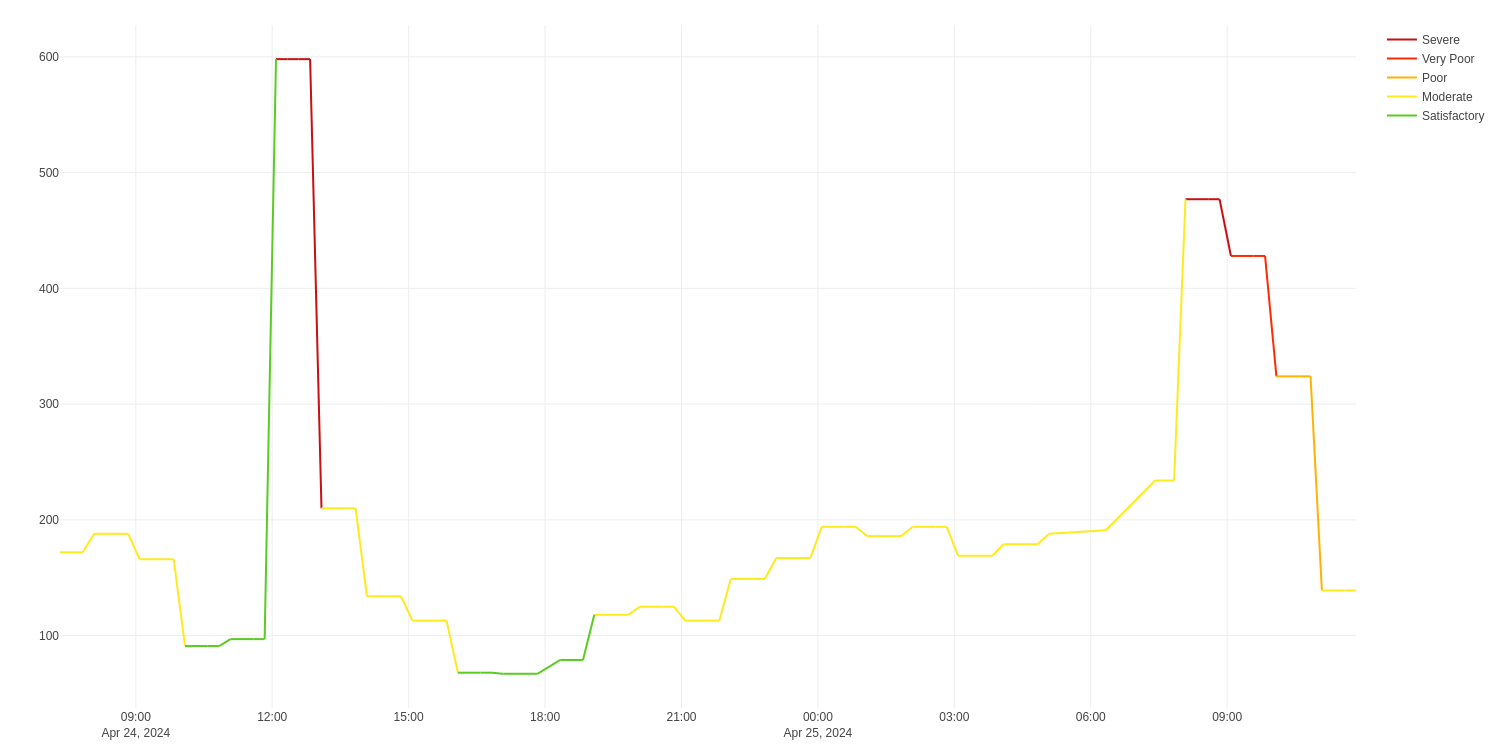 600
500
400
300
200
100
09:00
Apr 24, 2024
12:00
15:00
18:00
21:00
00:00
Apr 25, 2024
03:00
06:00
09:00
Severe
Very Poor
Poor
Moderate
Satisfactory